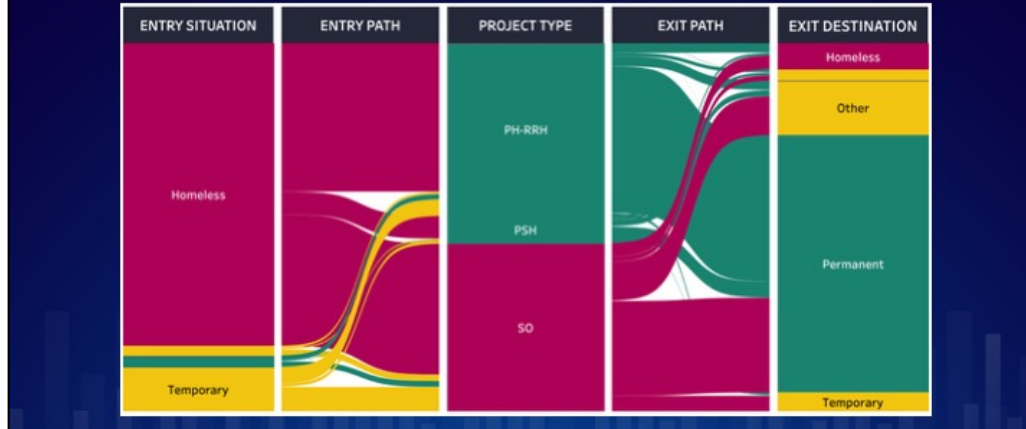 ENTRY SITUATION
ENTRY PATH
PROJECT TYPE
EXIT PATH
EXIT DESTINATION
Homeless
Temporary
PH-RRH
PSH
SO
Homeless
Other
Permanent
Temporary